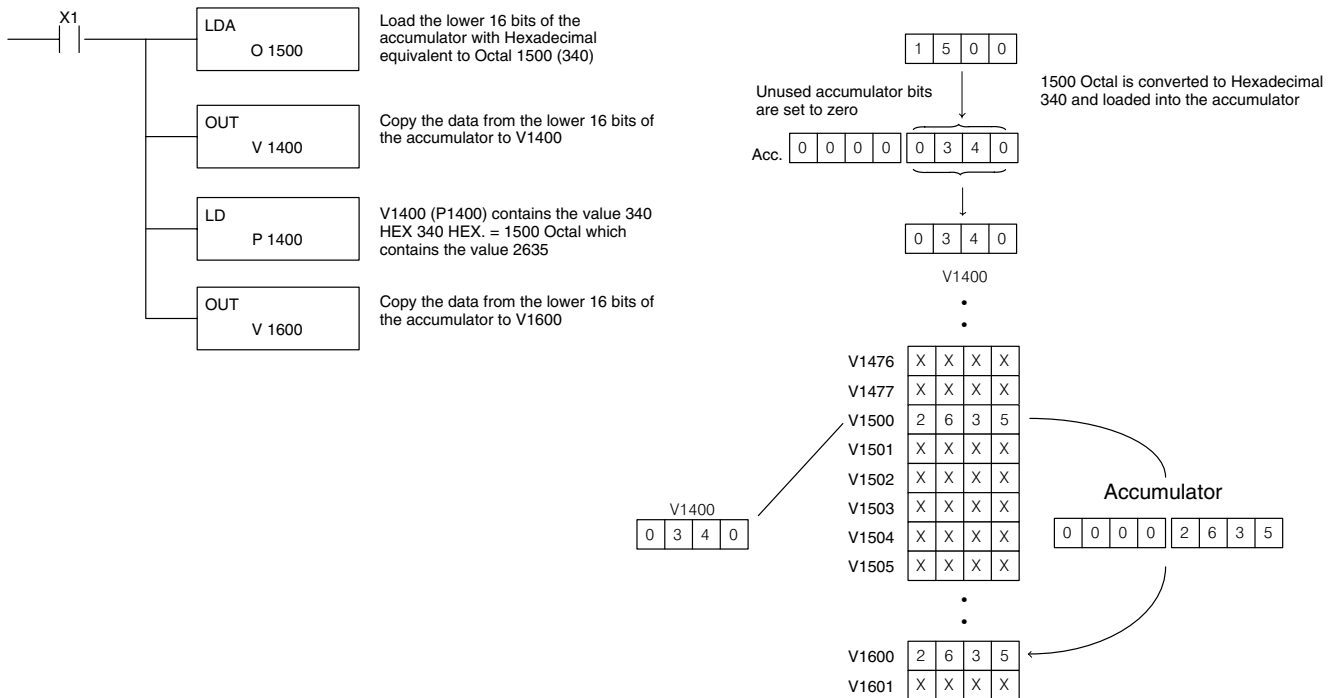 X1
LDA
O 1500
Load the lower 16 bits of the
accumulator with Hexadecimal
equivalent to Octal 1500 (340)
OUT
V 1400
Copy the data from the lower 16 bits of
the accumulator to V1400
LD
P 1400
V1400 (P1400) contains the value 340
HEX 340 HEX. = 1500 Octal which
contains the value 2635
OUT
V 1600
Copy the data from the lower 16 bits of
the accumulator to V1600
1 5 0 0
1500 Octal is converted to Hexadecimal
340 and loaded into the accumulator
Unused accumulator bits
are set to zero
Acc. 0 0 0 0 0 3 4 0
0 3 4 0
V1400
V1476 X X X X
V1477 X X X X
V1500 2 6 3 5
V1501 X X X X
V1502 X X X X
V1503 X X X X
V1504 X X X X
V1505 X X X X
V1400
0 3 4 0
Accumulator
0 0 0 0 2 6 3 5
V1600 2 6 3 5
V1601 X X X X